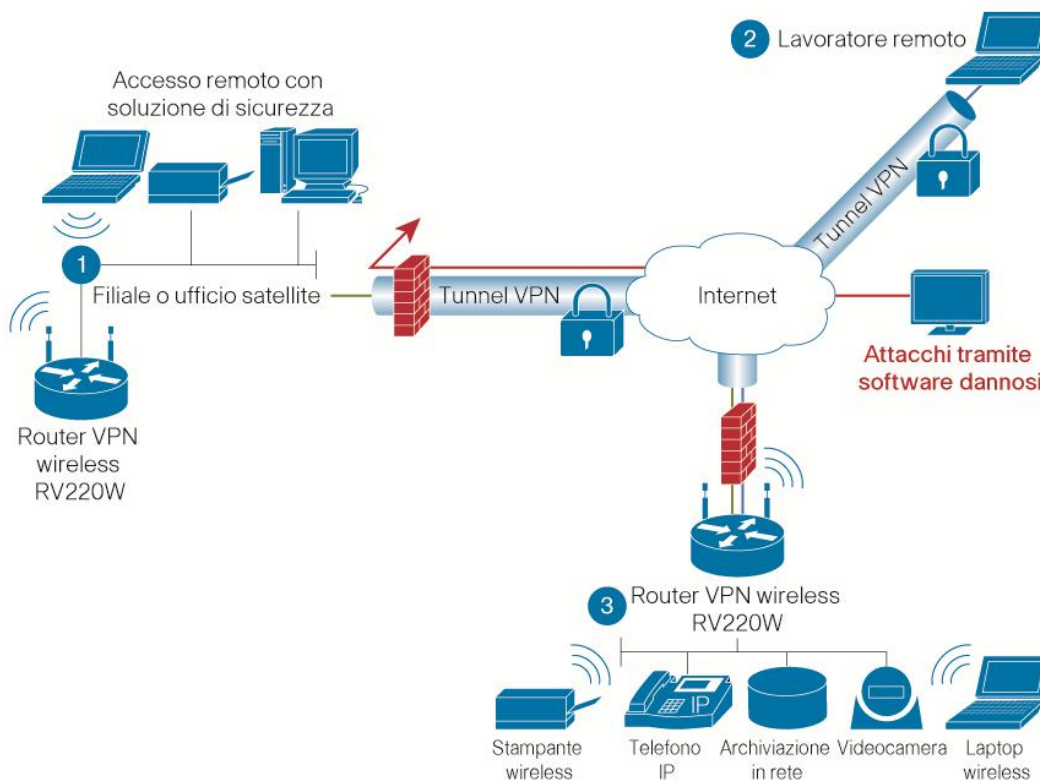 2 Lavoratore remoto
Accesso remoto con
soluzione di sicurezza
Tunnel VPN
1
Filiale o ufficio satellite
Tunnel VPN
Internet
Attacchi tramite
software dannosi
Router VPN
wireless
RV220W
3 Router VPN wireless
RV220W
IP
Stampante
wireless
Telefono
IP
Archiviazione
in rete
Videocamera
Laptop
wireless